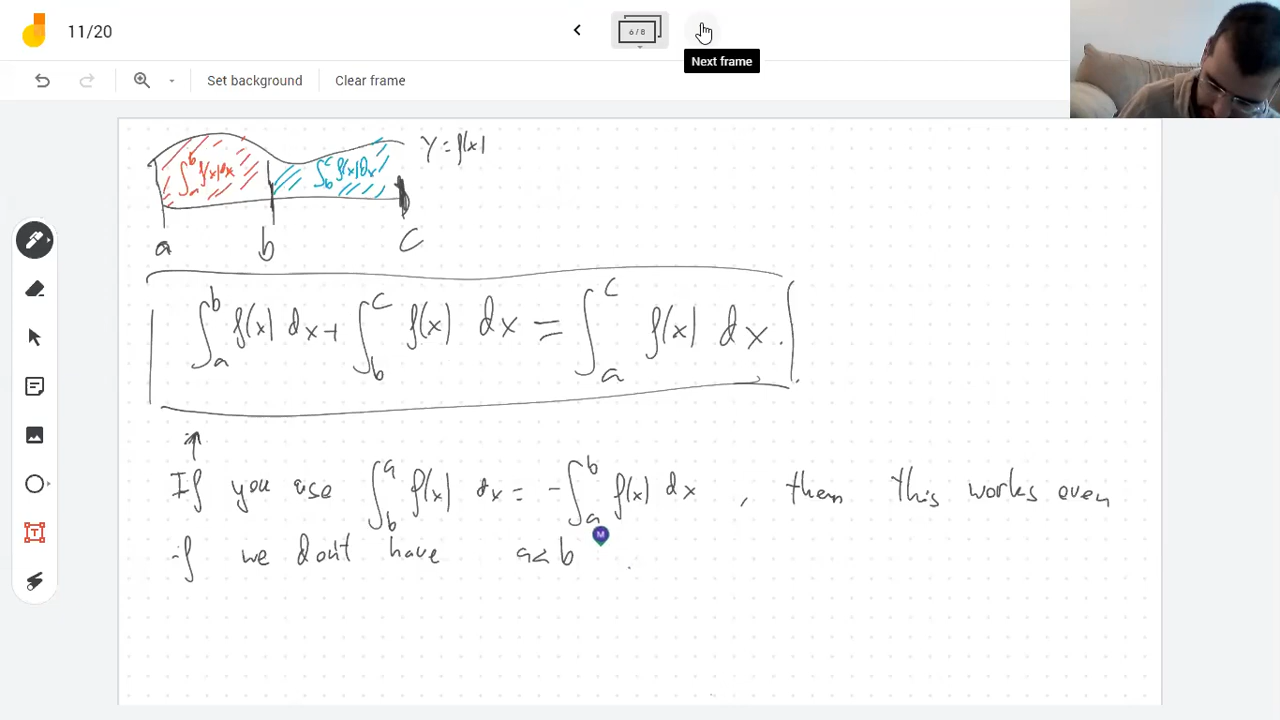 11/20
6/8
Next frame
Set background
Clear frame
∫_a^b f(x)dx
∫_b^c f(x)dx
y = f(x)
a b c
∫_a^b f(x) dx + ∫_b^c f(x) dx = ∫_a^c f(x) dx.
If you use ∫_b^a f(x) dx = -∫_a^b f(x) dx, then this works even
if we don't have a<b
M
T